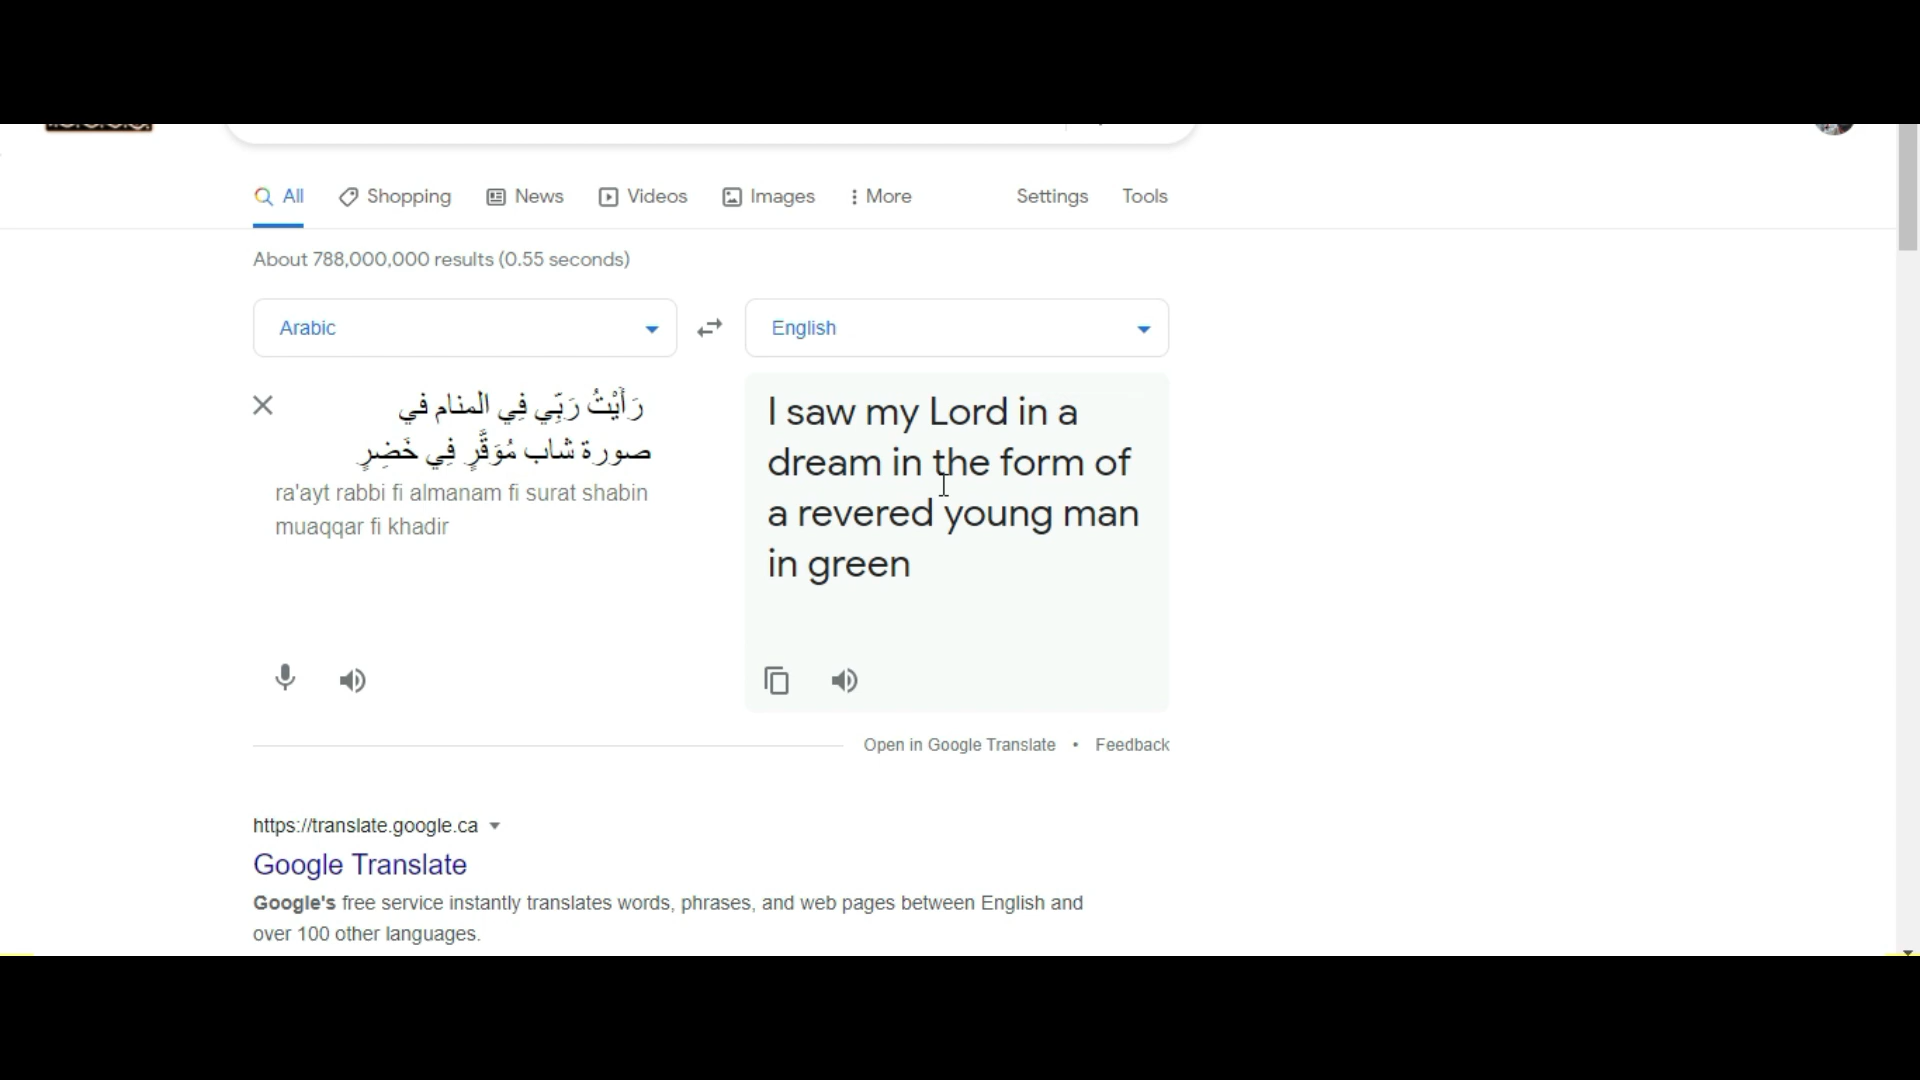 All Shopping News Videos Images More Settings Tools
About 788,000,000 results (0.55 seconds)
Arabic
English
رَأَيْتُ رَبِّي فِي المنام في
صورة شاب مُوَقَّرٍ فِي خَضِرٍ
ra'ayt rabbi fi almanam fi surat shabin
muaqqar fi khadir
I saw my Lord in a
dream in the form of
a revered young man
in green
Open in Google Translate • Feedback
https://translate.google.ca
Google Translate
Google's free service instantly translates words, phrases, and web pages between English and
over 100 other languages.